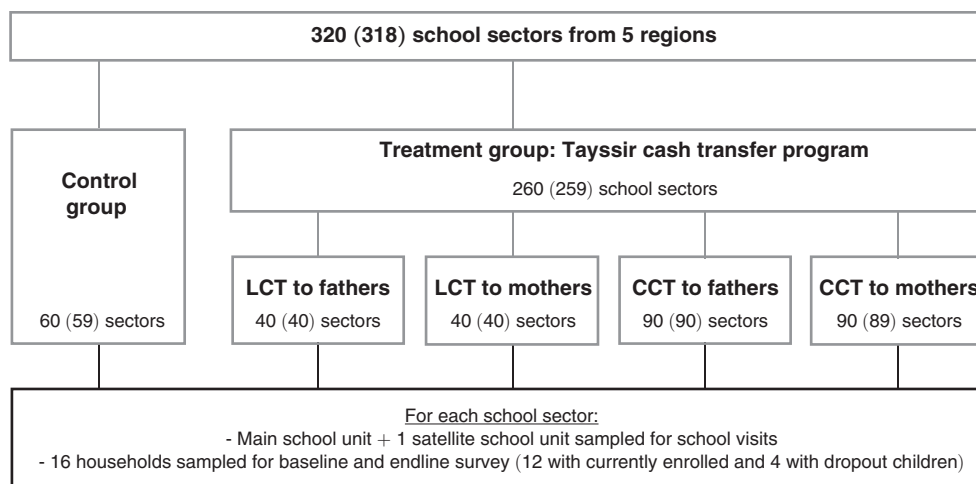 320 (318) school sectors from 5 regions
Control
group
60 (59) sectors
Treatment group: Tayssir cash transfer program
260 (259) school sectors
LCT to fathers
40 (40) sectors
LCT to mothers
40 (40) sectors
CCT to fathers
90 (90) sectors
CCT to mothers
90 (89) sectors
For each school sector:
- Main school unit + 1 satellite school unit sampled for school visits
- 16 households sampled for baseline and endline survey (12 with currently enrolled and 4 with dropout children)